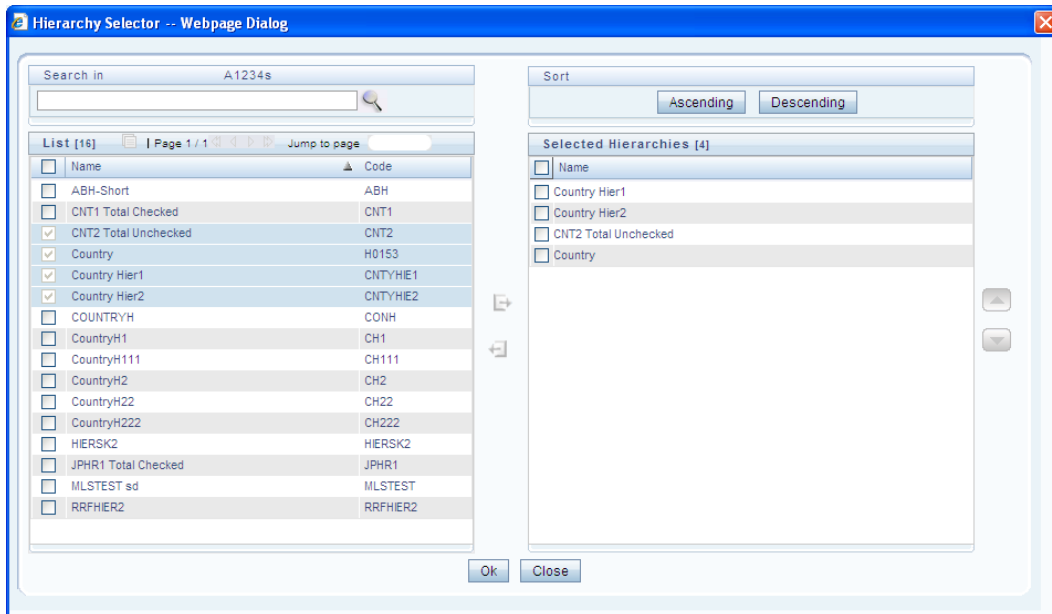 Hierarchy Selector -- Webpage Dialog
Search in A1234s
List [16] | Page 1 / 1 Jump to page
Name Code
ABH-Short ABH
CNT1 Total Checked CNT1
CNT2 Total Unchecked CNT2
Country H0153
Country Hier1 CNTYHIE1
Country Hier2 CNTYHIE2
COUNTRYH CONH
CountryH1 CH1
CountryH111 CH111
CountryH2 CH2
CountryH22 CH22
CountryH222 CH222
HIERSK2 HIERSK2
JPHR1 Total Checked JPHR1
MLSTEST sd MLSTEST
RRFHIER2 RRFHIER2
Sort
Ascending Descending
Selected Hierarchies [4]
Name
Country Hier1
Country Hier2
CNT2 Total Unchecked
Country
Ok Close